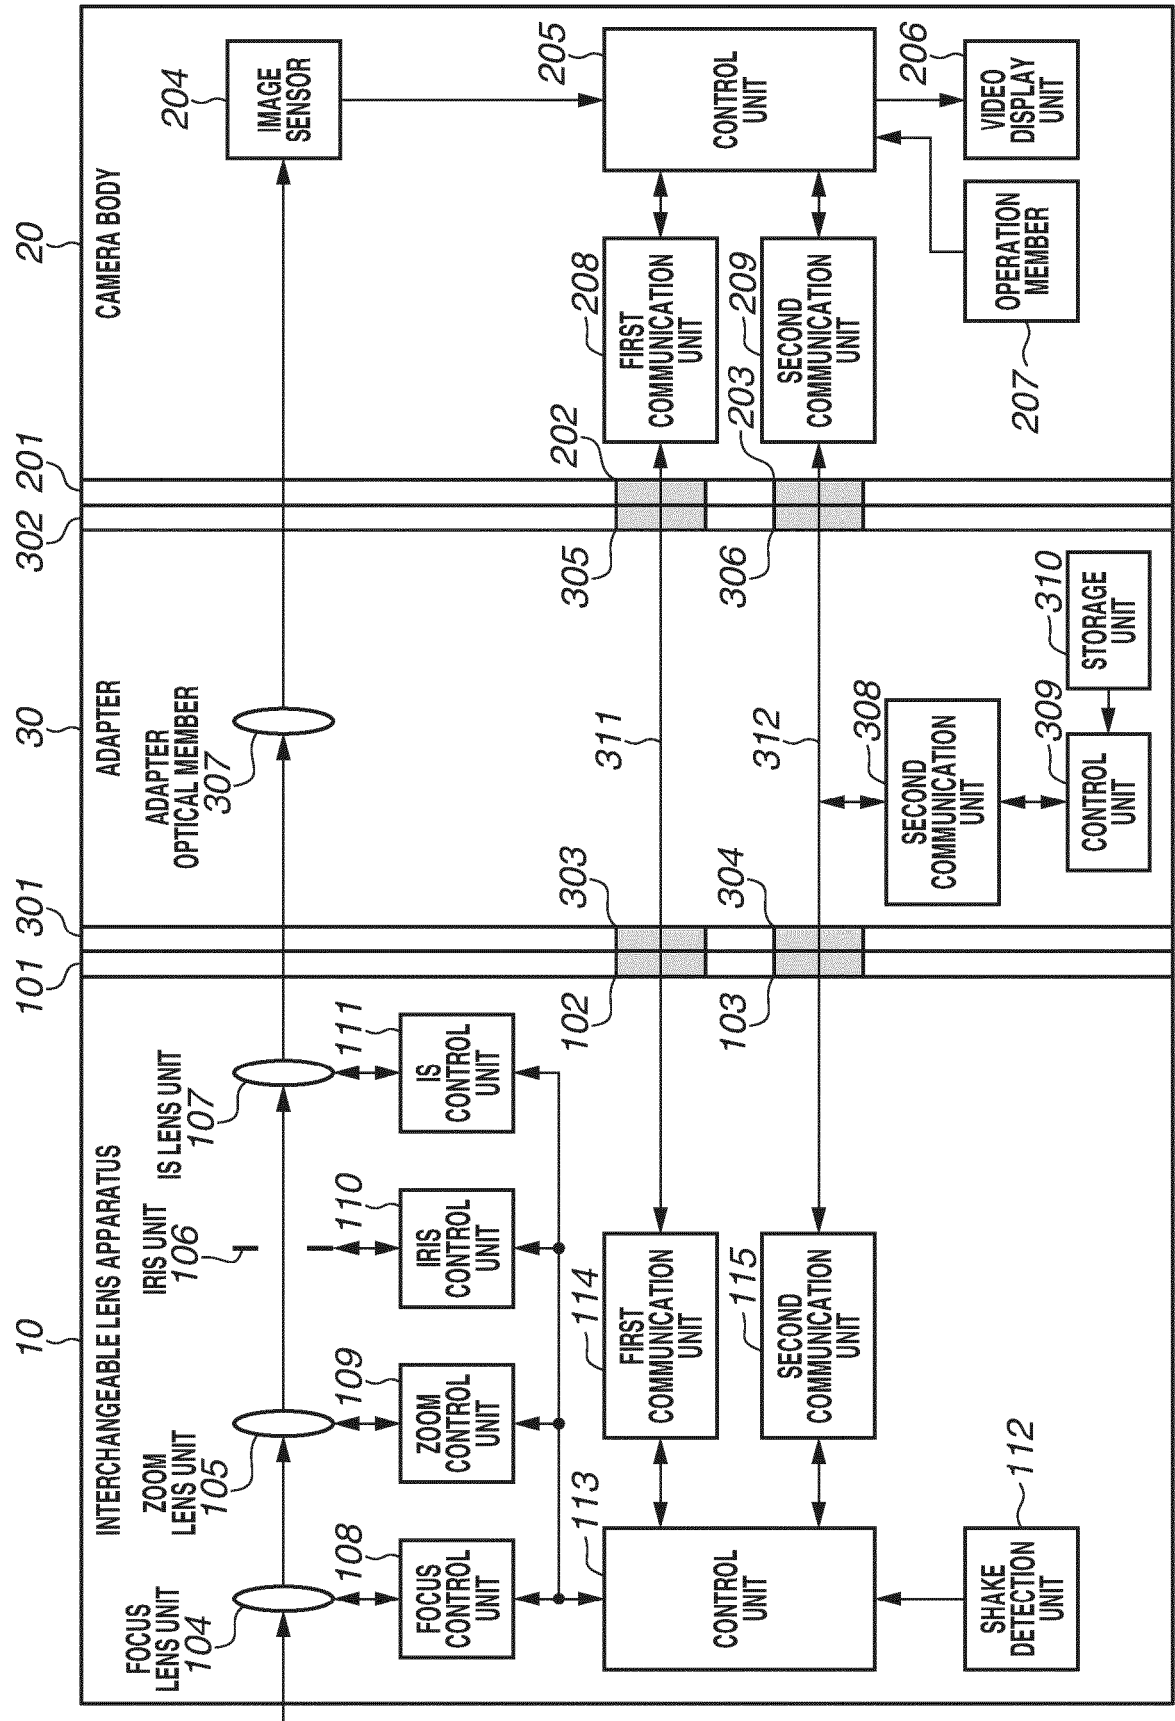 10
101
301
30
302
201
20
INTERCHANGEABLE LENS APPARATUS
ADAPTER
CAMERA BODY
FOCUS
LENS UNIT
104
ZOOM
LENS UNIT
105
IRIS UNIT
106
IS LENS UNIT
107
ADAPTER
OPTICAL MEMBER
307
204
IMAGE
SENSOR
108
FOCUS
CONTROL
UNIT
109
ZOOM
CONTROL
UNIT
110
IRIS
CONTROL
UNIT
111
IS
CONTROL
UNIT
113
CONTROL
UNIT
114
FIRST
COMMUNICATION
UNIT
102
303
311
305
202
208
FIRST
COMMUNICATION
UNIT
205
CONTROL
UNIT
115
SECOND
COMMUNICATION
UNIT
103
304
312
306
203
209
SECOND
COMMUNICATION
UNIT
112
SHAKE
DETECTION
UNIT
308
SECOND
COMMUNICATION
UNIT
309
CONTROL
UNIT
310
STORAGE
UNIT
207
OPERATION
MEMBER
206
VIDEO
DISPLAY
UNIT